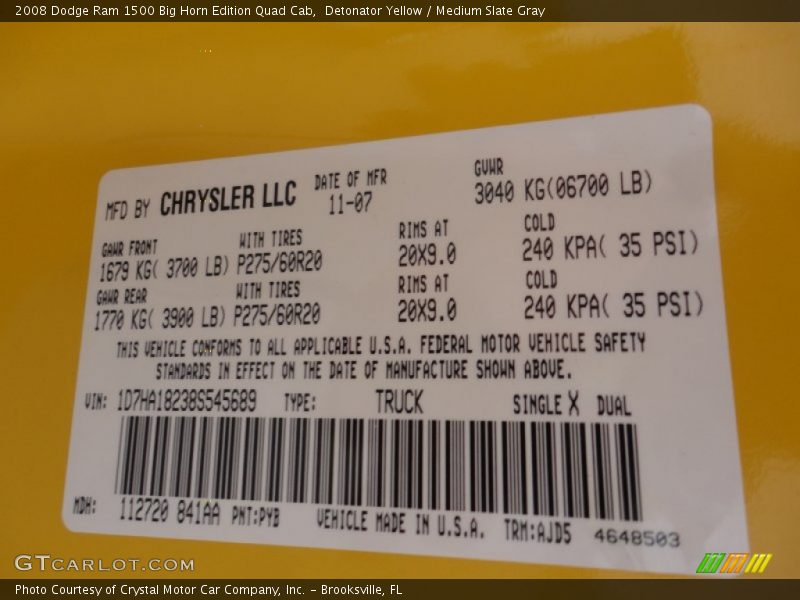 2008 Dodge Ram 1500 Big Horn Edition Quad Cab,  Detonator Yellow / Medium Slate Gray
MFD BY CHRYSLER LLC DATE OF MFR GVWR
11-07 3040 KG(06700 LB)
GAWR FRONT WITH TIRES RIMS AT COLD
1679 KG( 3700 LB) P275/60R20 20X9.0 240 KPA( 35 PSI)
GAWR REAR WITH TIRES RIMS AT COLD
1770 KG( 3900 LB) P275/60R20 20X9.0 240 KPA( 35 PSI)
THIS VEHICLE CONFORMS TO ALL APPLICABLE U.S.A. FEDERAL MOTOR VEHICLE SAFETY
STANDARDS IN EFFECT ON THE DATE OF MANUFACTURE SHOWN ABOVE.
VIN: 1D7HA18238S545689 TYPE: TRUCK SINGLE X DUAL
MDH: 112720 841AA PNT:PYB VEHICLE MADE IN U.S.A. TRM:AJD5 4648503
GTCARLOT.COM
Photo Courtesy of Crystal Motor Car Company, Inc. – Brooksville, FL